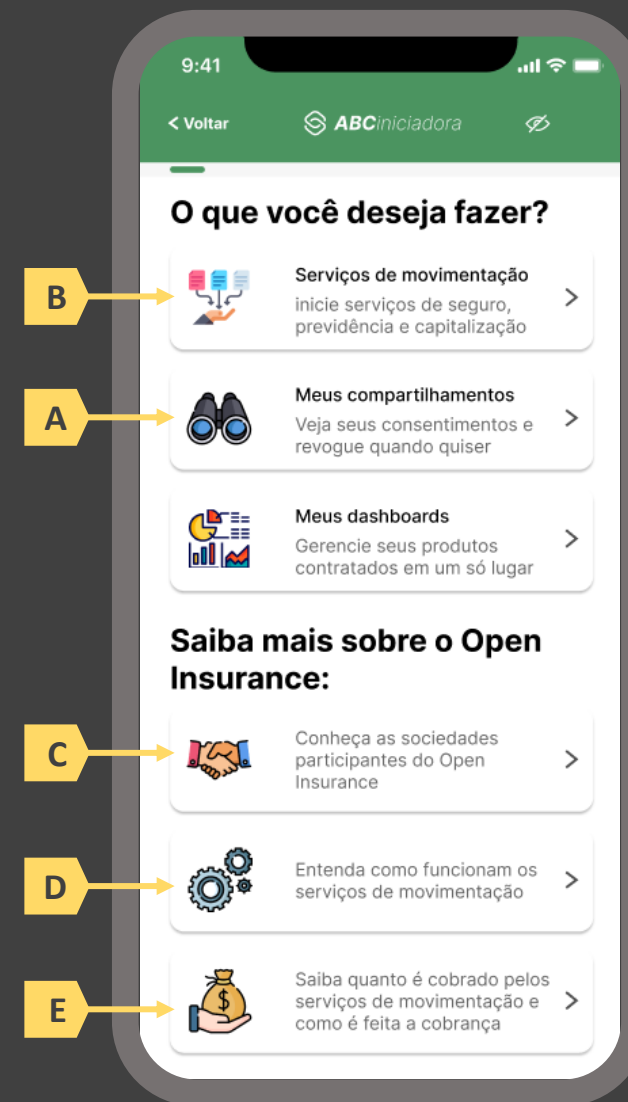 9:41
< Voltar
ABCiniciadora
O que você deseja fazer?
B
Serviços de movimentação
inicie serviços de seguro,
previdência e capitalização
A
Meus compartilhamentos
Veja seus consentimentos e
revogue quando quiser
Meus dashboards
Gerencie seus produtos
contratados em um só lugar
Saiba mais sobre o Open
Insurance:
C
Conheça as sociedades
participantes do Open
Insurance
D
Entenda como funcionam os
serviços de movimentação
E
$
Saiba quanto é cobrado pelos
serviços de movimentação e
como é feita a cobrança